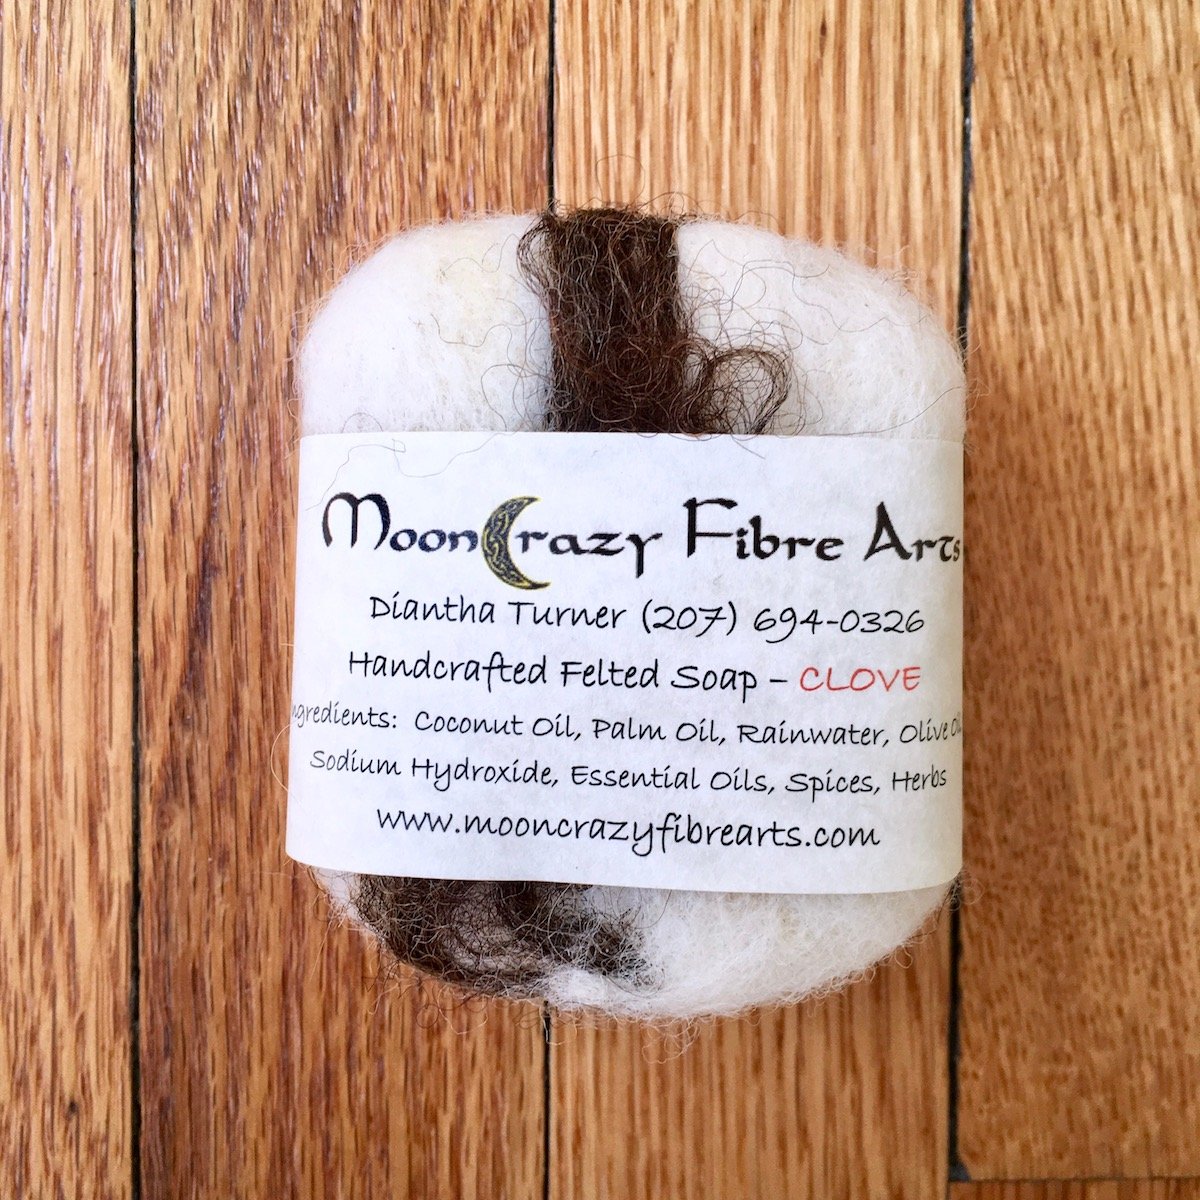 MoonCrazy Fibre Arts
Diantha Turner (207) 694-0326
Handcrafted Felted Soap – CLOVE
ngredients: Coconut Oil, Palm Oil, Rainwater, Olive Oil,
Sodium Hydroxide, Essential Oils, Spices, Herbs
www.mooncrazyfibrearts.com